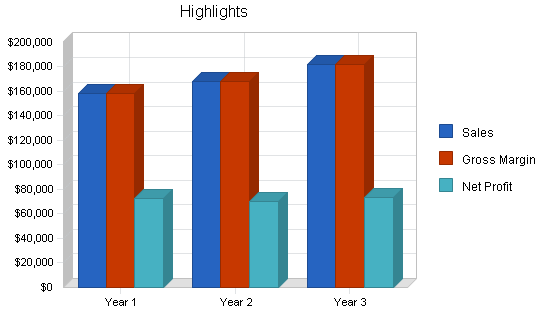 Highlights
$200,000
$180,000
$160,000
$140,000
$120,000
$100,000
$80,000
$60,000
$40,000
$20,000
$0
Year 1
Year 2
Year 3
Sales
Gross Margin
Net Profit